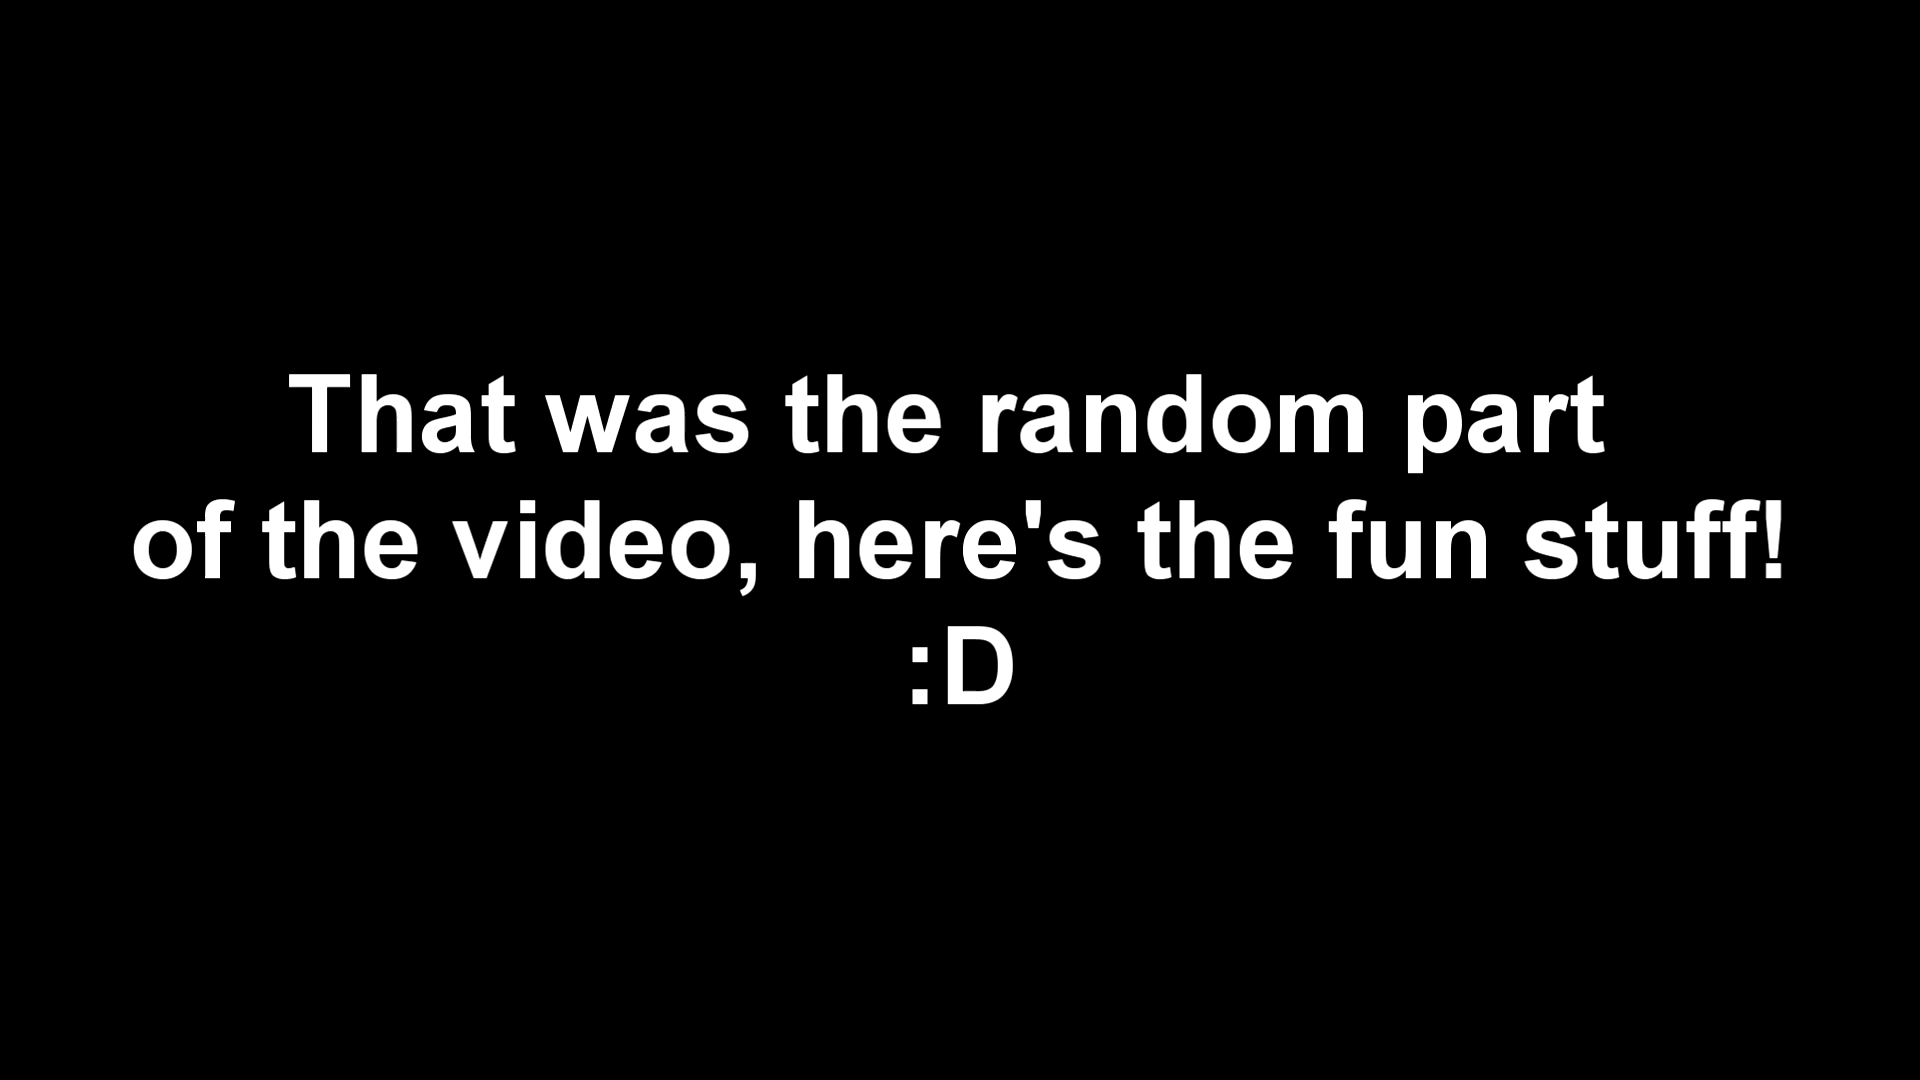 That was the random part
of the video, here's the fun stuff!
:D